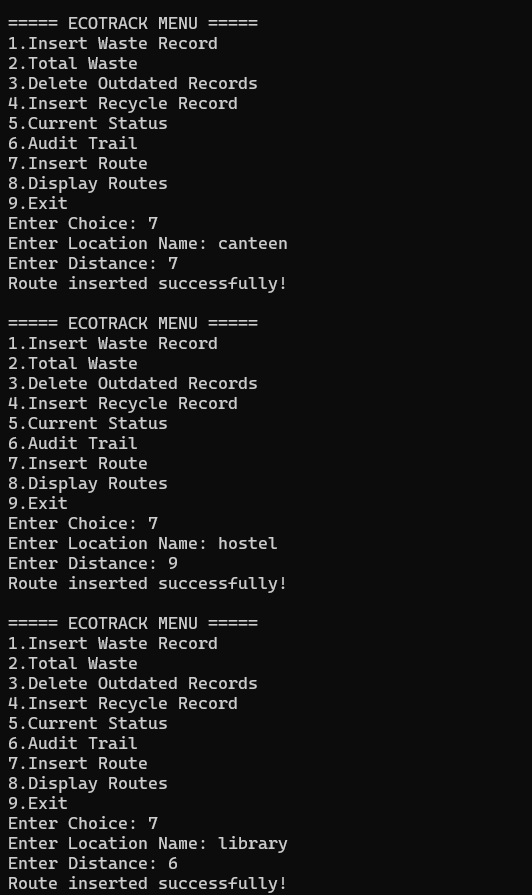 ===== ECOTRACK MENU =====
1.Insert Waste Record
2.Total Waste
3.Delete Outdated Records
4.Insert Recycle Record
5.Current Status
6.Audit Trail
7.Insert Route
8.Display Routes
9.Exit
Enter Choice: 7
Enter Location Name: canteen
Enter Distance: 7
Route inserted successfully!

===== ECOTRACK MENU =====
1.Insert Waste Record
2.Total Waste
3.Delete Outdated Records
4.Insert Recycle Record
5.Current Status
6.Audit Trail
7.Insert Route
8.Display Routes
9.Exit
Enter Choice: 7
Enter Location Name: hostel
Enter Distance: 9
Route inserted successfully!

===== ECOTRACK MENU =====
1.Insert Waste Record
2.Total Waste
3.Delete Outdated Records
4.Insert Recycle Record
5.Current Status
6.Audit Trail
7.Insert Route
8.Display Routes
9.Exit
Enter Choice: 7
Enter Location Name: library
Enter Distance: 6
Route inserted successfully!